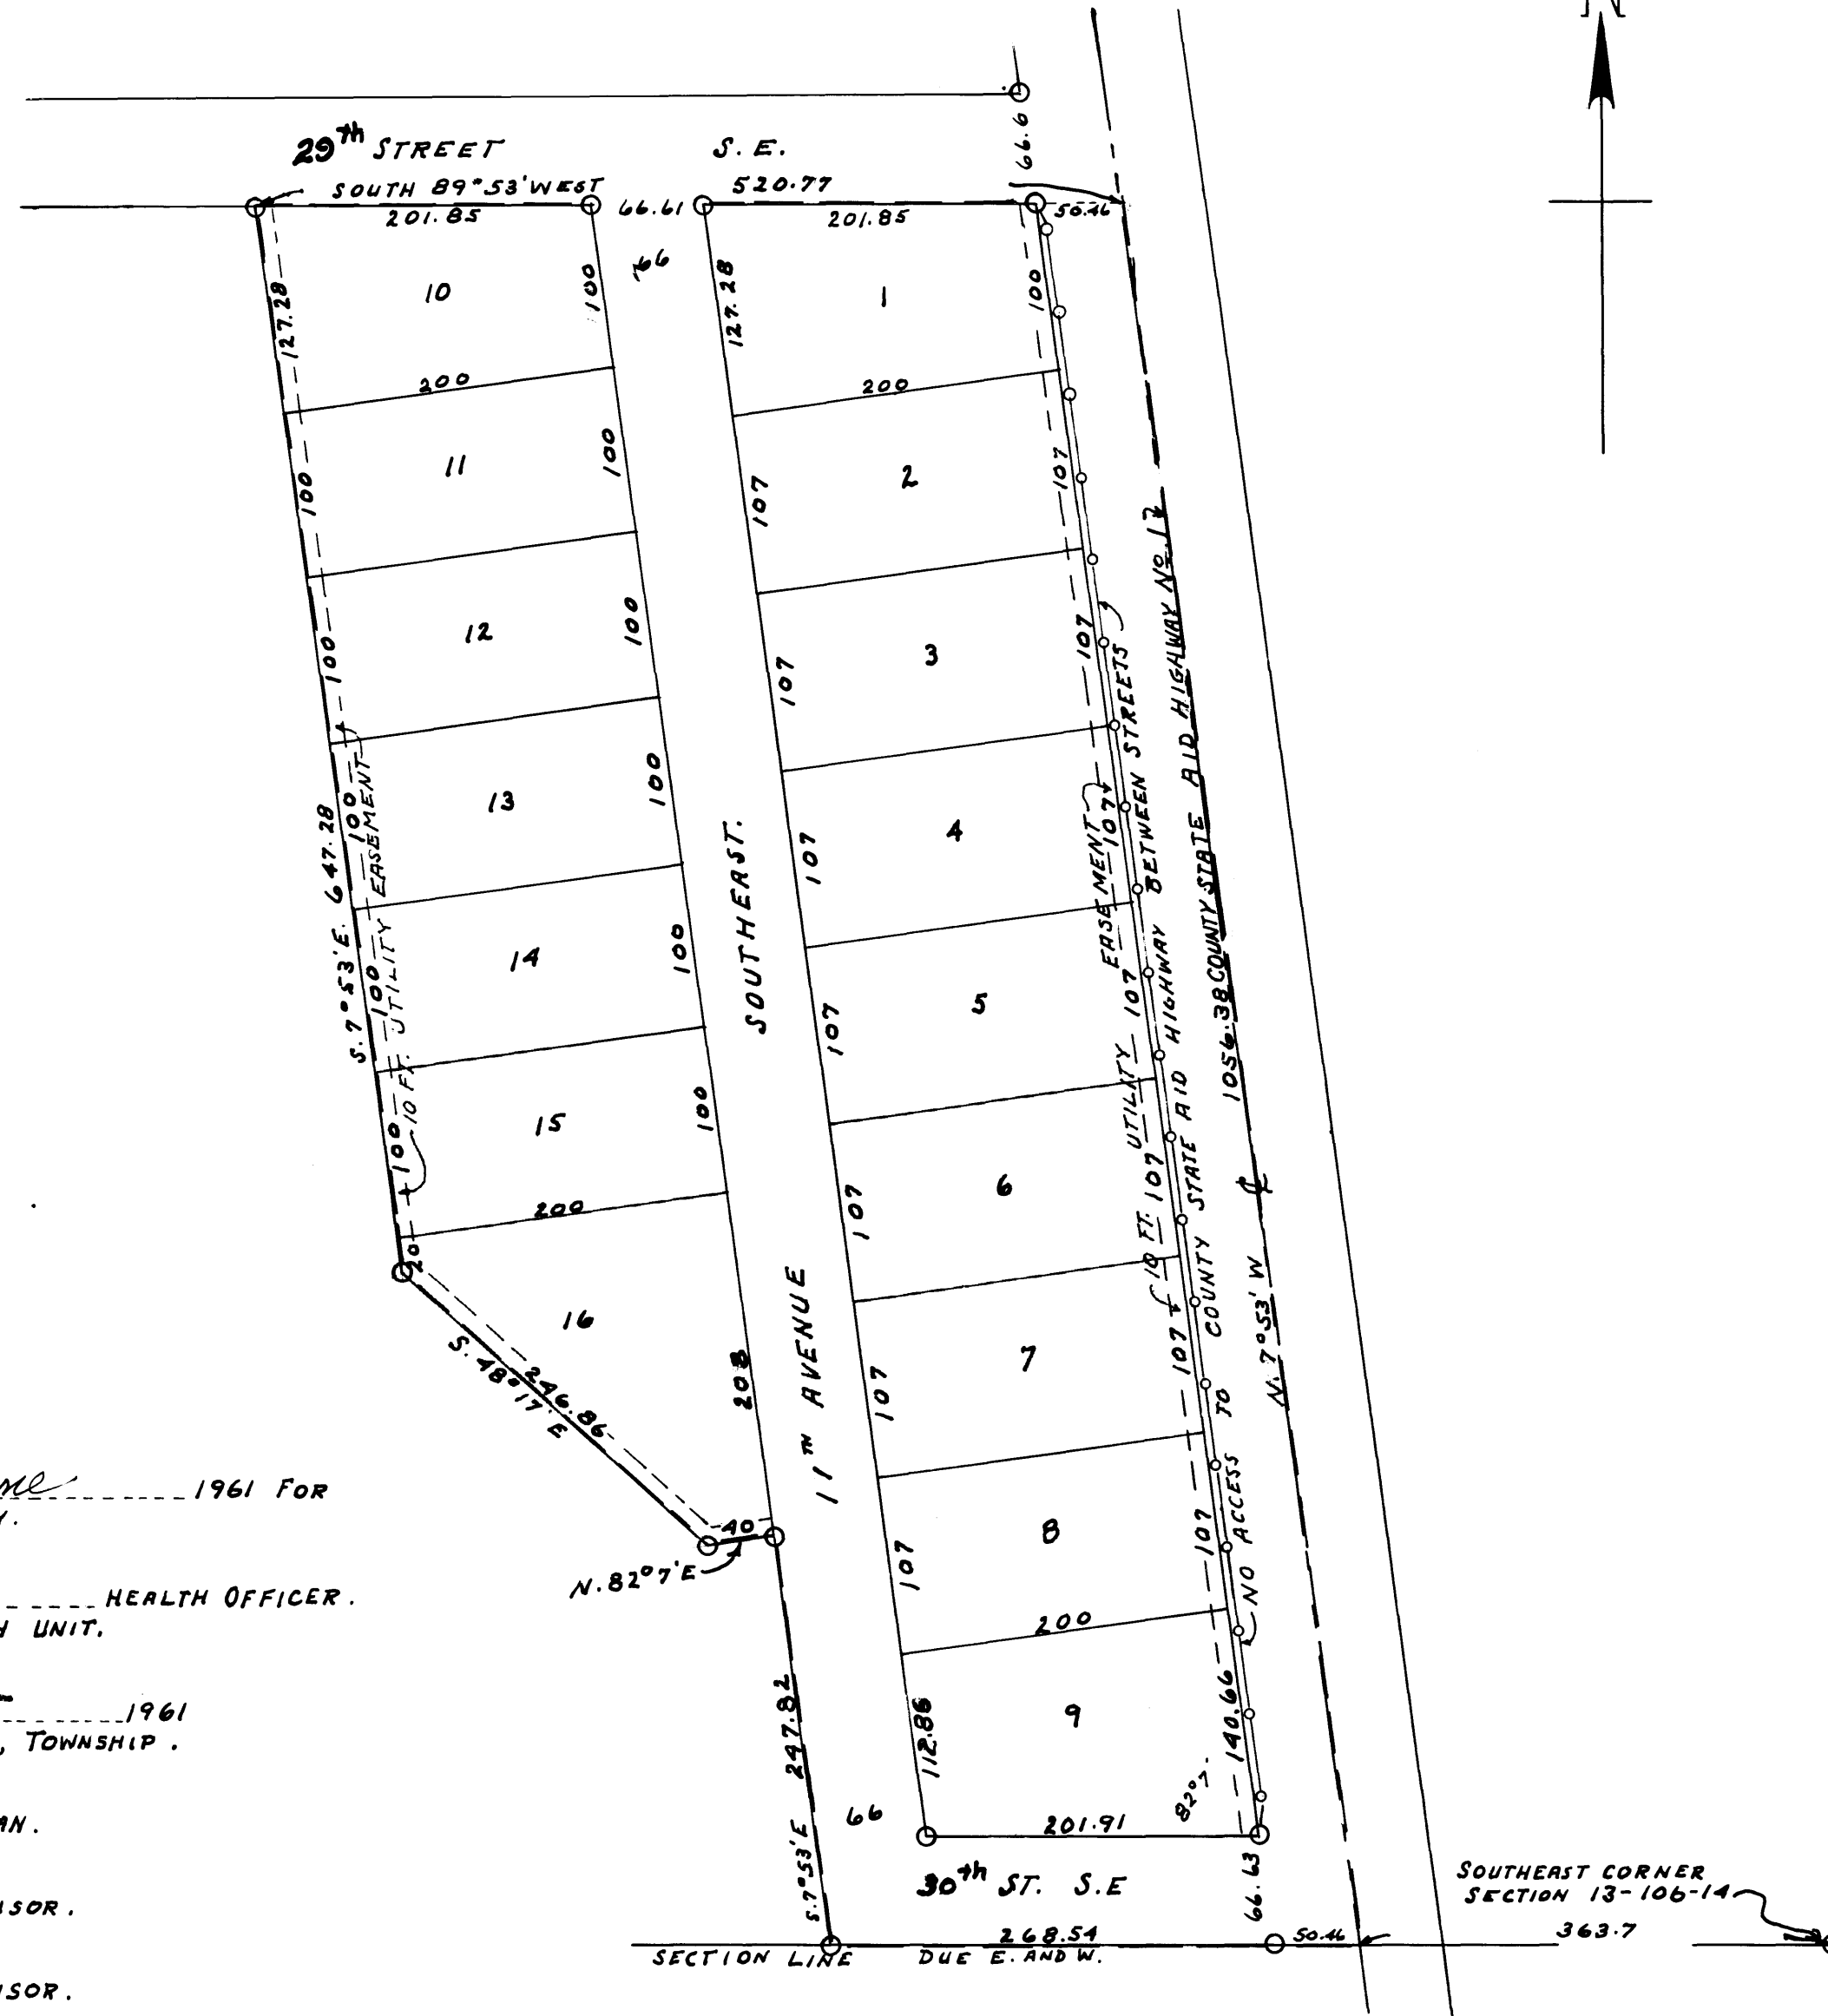 N
29th STREET S.E.
SOUTH 89°53' WEST 520.77
201.85 66.61 201.85 50.46
66.6
66
10
127.28
100
200
11
100
100
12
100
100
13
100
100
14
100
100
15
100
100
200
16
20
208
S. 7°53' E. 647.28
10 FT. UTILITY EASEMENT
S. 48°17' E
246.86
40
N. 82°7' E
1
127.28
100
200
2
107
107
3
107
107
4
107
107
5
107
107
6
107
107
7
107
107
8
107
107
200
9
112.86
140.66
82°7'
201.91
11TH AVENUE SOUTHEAST.
10 FT. UTILITY EASEMENT
NO ACCESS TO COUNTY STATE AID HIGHWAY BETWEEN STREETS
N. 7°53' W 1056.38 COUNTY STATE AID HIGHWAY No. 17
S. 7°53' E 247.82
66
30th ST. S.E
66.63
268.54 50.46 363.7
SECTION LINE DUE E. AND W.
SOUTHEAST CORNER
SECTION 13-106-14
1961 FOR
HEALTH OFFICER.
UNIT.
1961
, TOWNSHIP.